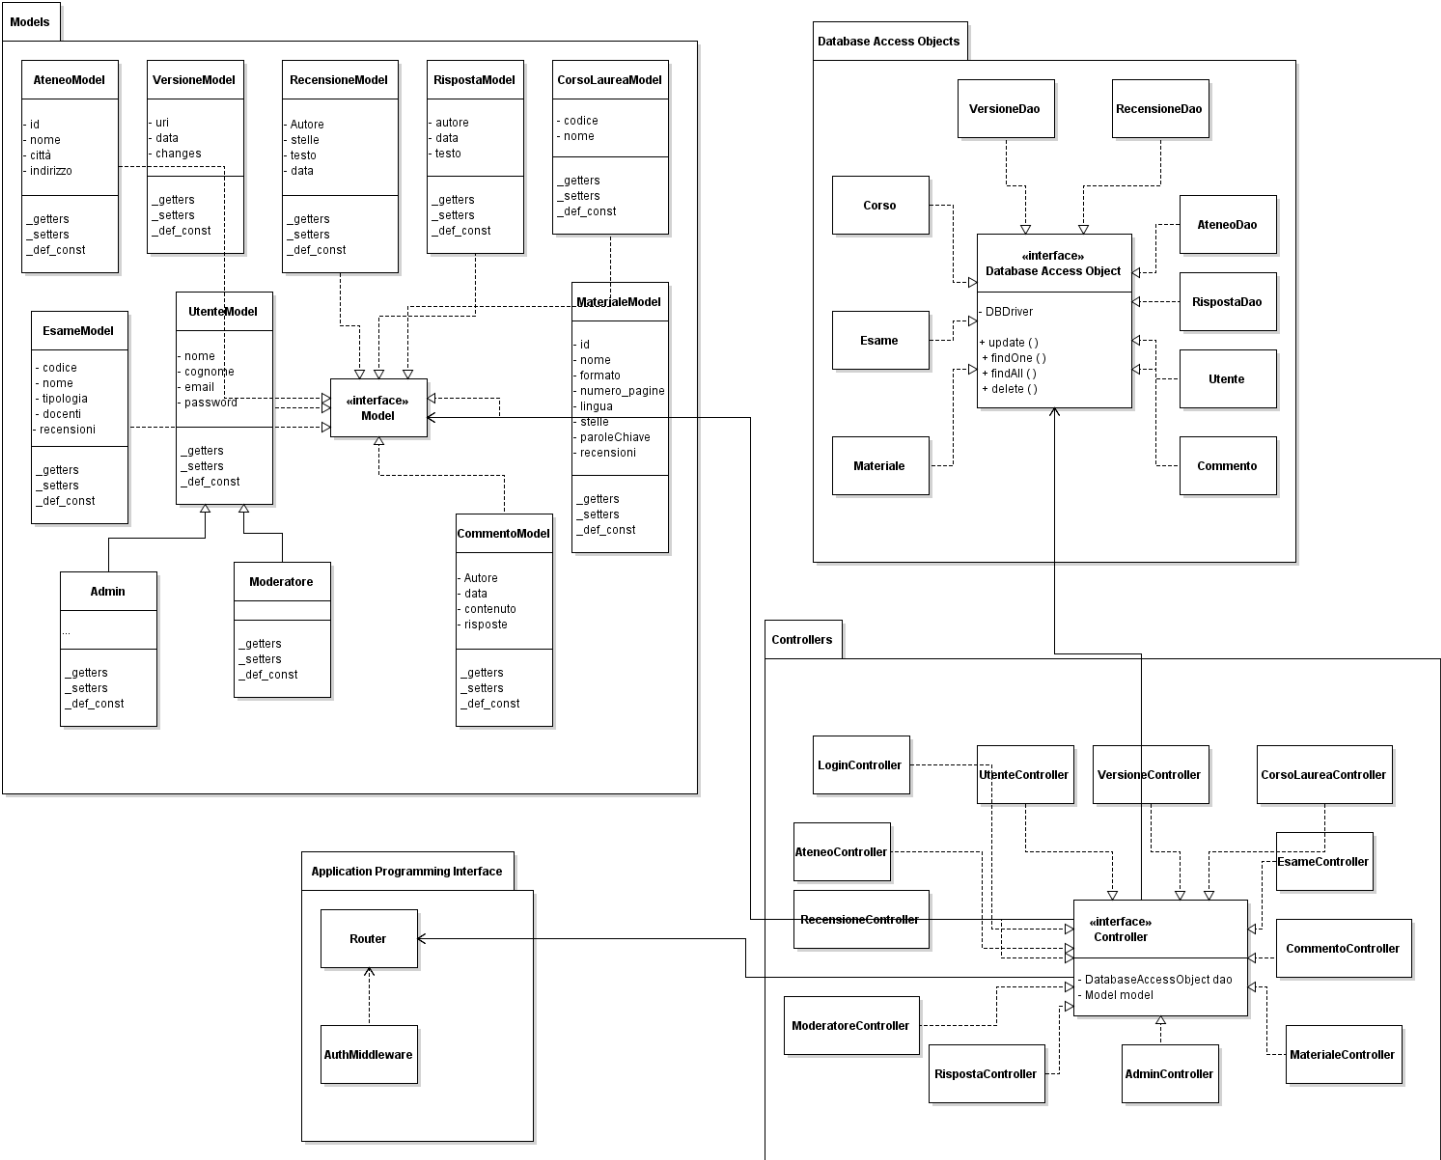 Models
AteneoModel
- id
- nome
- città
- indirizzo
_getters
_setters
_def_const
VersioneModel
- uri
- data
- changes
_getters
_setters
_def_const
RecensioneModel
- Autore
- stelle
- testo
- data
_getters
_setters
_def_const
RispostaModel
- autore
- data
- testo
_getters
_setters
_def_const
CorsoLaureaModel
- codice
- nome
_getters
_setters
_def_const
EsameModel
- codice
- nome
- tipologia
- docenti
- recensioni
_getters
_setters
_def_const
UtenteModel
- nome
- cognome
- email
- password
_getters
_setters
_def_const
«interface»
Model
MaterialeModel
- id
- nome
- formato
- numero_pagine
- lingua
- stelle
- paroleChiave
- recensioni
_getters
_setters
_def_const
Admin
...
_getters
_setters
_def_const
Moderatore
_getters
_setters
_def_const
CommentoModel
- Autore
- data
- contenuto
- risposte
_getters
_setters
_def_const
Database Access Objects
VersioneDao
RecensioneDao
Corso
AteneoDao
«interface»
Database Access Object
- DBDriver
+ update ( )
+ findOne ( )
+ findAll ( )
+ delete ( )
RispostaDao
Esame
Utente
Materiale
Commento
Controllers
LoginController
UtenteController
VersioneController
CorsoLaureaController
AteneoController
EsameController
RecensioneController
«interface»
Controller
- DatabaseAccessObject dao
- Model model
CommentoController
ModeratoreController
RispostaController
AdminController
MaterialeController
Application Programming Interface
Router
AuthMiddleware